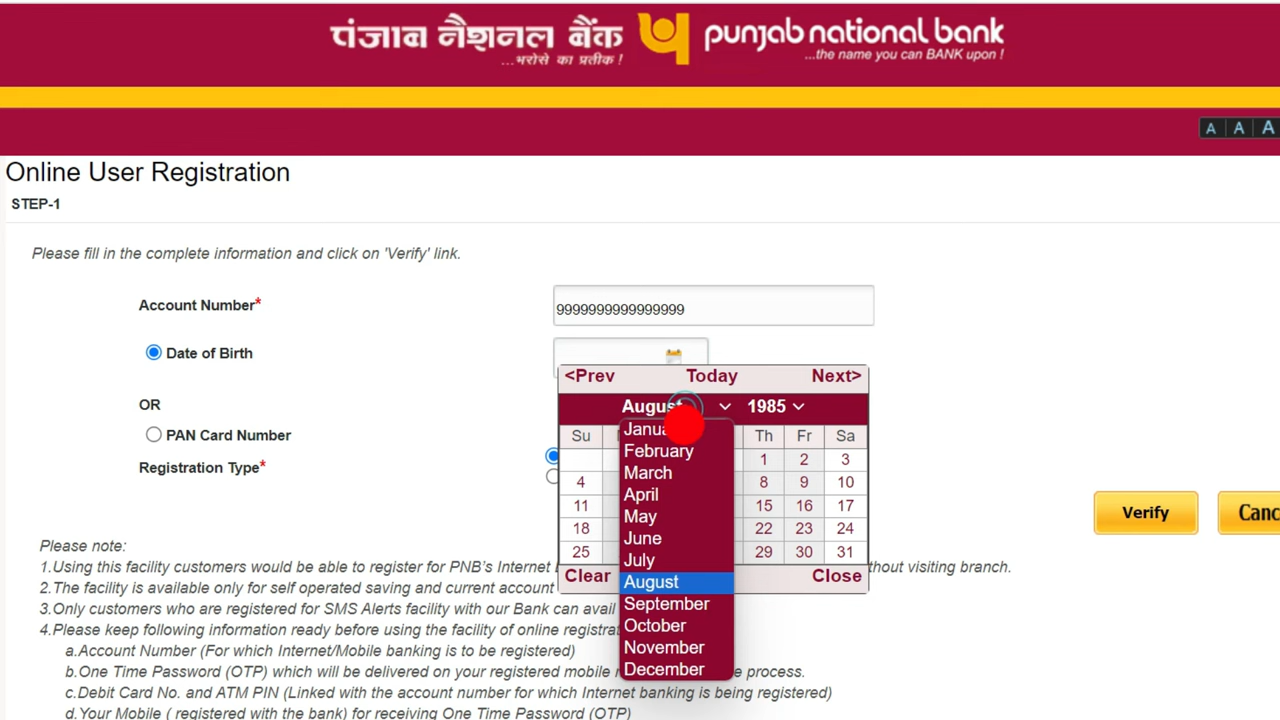 पंजाब नैशनल बैंक punjab national bank
...भरोसे का प्रतीक ! ...the name you can BANK upon !
A A A
Online User Registration
STEP-1
Please fill in the complete information and click on 'Verify' link.
Account Number* 9999999999999999
Date of Birth
<Prev Today Next>
OR August 1985
PAN Card Number
Registration Type*
Su Th Fr Sa
1 2 3
4 8 9 10
11 15 16 17
18 22 23 24
25 29 30 31
Clear Close
January
February
March
April
May
June
July
August
September
October
November
December
Verify
Please note:
1.Using this facility customers would be able to register for PNB's Internet thout visiting branch.
2.The facility is available only for self operated saving and current account
3.Only customers who are registered for SMS Alerts facility with our Bank can avail
4.Please keep following information ready before using the facility of online
a.Account Number (For which Internet/Mobile banking is to be registered)
b.One Time Password (OTP) which will be delivered on your registered mobile process.
c.Debit Card No. and ATM PIN (Linked with the account number for which Internet banking is being registered)
d.Your Mobile ( registered with the bank) for receiving One Time Password (OTP)